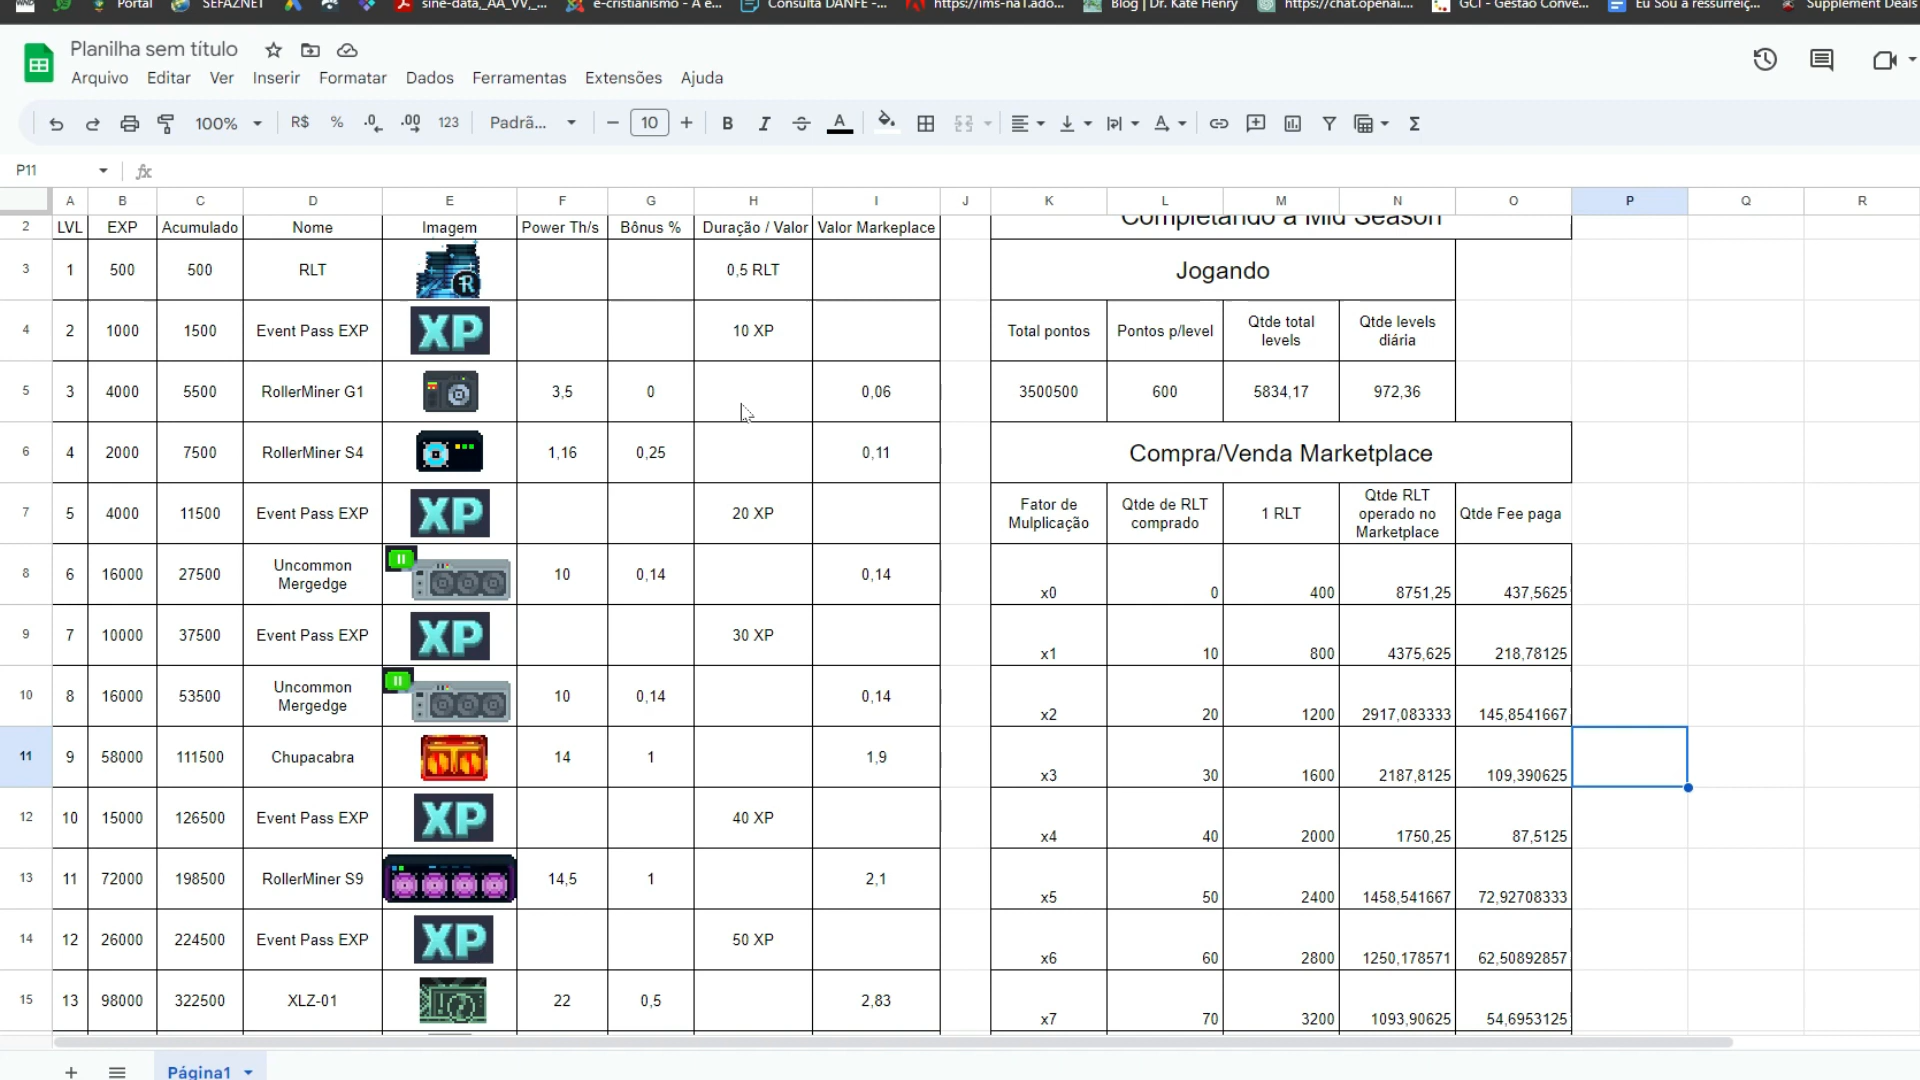 Portal SEFAZNET sine-data,_AA_VV,_... e-cristianismo - A e... Consulta DANFE -... https://ims-na1.ado... Blog | Dr. Kate Henry https://chat.openai.... GCI - Gestão Conve... Eu Sou a ressurreiç... Supplement Deals
Planilha sem título
Arquivo Editar Ver Inserir Formatar Dados Ferramentas Extensões Ajuda
100% R$ % .0 .00 123 Padrã... − 10 + B I A Σ
P11 fx
A B C D E F G H I J K L M N O P Q R
2 LVL EXP Acumulado Nome Imagem Power Th/s Bônus % Duração / Valor Valor Markeplace Completando a Mid Season
3 1 500 500 RLT 0,5 RLT Jogando
4 2 1000 1500 Event Pass EXP XP 10 XP Total pontos Pontos p/level Qtde total levels Qtde levels diária
5 3 4000 5500 RollerMiner G1 3,5 0 0,06 3500500 600 5834,17 972,36
6 4 2000 7500 RollerMiner S4 1,16 0,25 0,11 Compra/Venda Marketplace
7 5 4000 11500 Event Pass EXP XP 20 XP Fator de Mulplicação Qtde de RLT comprado 1 RLT Qtde RLT operado no Marketplace Qtde Fee paga
8 6 16000 27500 Uncommon Mergedge II 10 0,14 0,14 x0 0 400 8751,25 437,5625
9 7 10000 37500 Event Pass EXP XP 30 XP x1 10 800 4375,625 218,78125
10 8 16000 53500 Uncommon Mergedge II 10 0,14 0,14 x2 20 1200 2917,083333 145,8541667
11 9 58000 111500 Chupacabra 14 1 1,9 x3 30 1600 2187,8125 109,390625
12 10 15000 126500 Event Pass EXP XP 40 XP x4 40 2000 1750,25 87,5125
13 11 72000 198500 RollerMiner S9 14,5 1 2,1 x5 50 2400 1458,541667 72,92708333
14 12 26000 224500 Event Pass EXP XP 50 XP x6 60 2800 1250,178571 62,50892857
15 13 98000 322500 XLZ-01 22 0,5 2,83 x7 70 3200 1093,90625 54,6953125
Página1